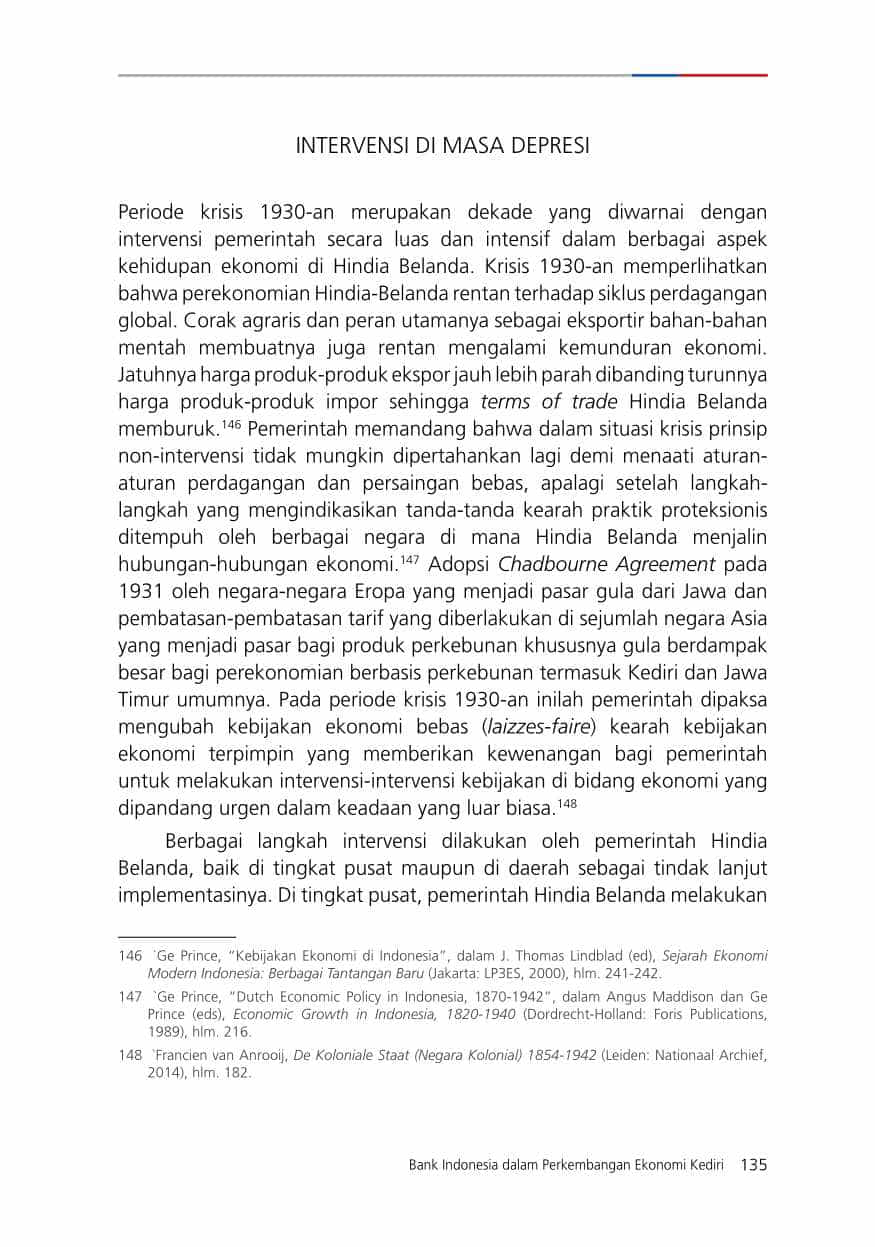 INTERVENSI DI MASA DEPRESI
Periode krisis 1930-an merupakan dekade yang diwarnai dengan
intervensi pemerintah secara luas dan intensif dalam berbagai aspek
kehidupan ekonomi di Hindia Belanda. Krisis 1930-an memperlihatkan
bahwa perekonomian Hindia-Belanda rentan terhadap siklus perdagangan
global. Corak agraris dan peran utamanya sebagai eksportir bahan-bahan
mentah membuatnya juga rentan mengalami kemunduran ekonomi.
Jatuhnya harga produk-produk ekspor jauh lebih parah dibanding turunnya
harga produk-produk impor sehingga terms of trade Hindia Belanda
memburuk.146 Pemerintah memandang bahwa dalam situasi krisis prinsip
non-intervensi tidak mungkin dipertahankan lagi demi menaati aturan-
aturan perdagangan dan persaingan bebas, apalagi setelah langkah-
langkah yang mengindikasikan tanda-tanda kearah praktik proteksionis
ditempuh oleh berbagai negara di mana Hindia Belanda menjalin
hubungan-hubungan ekonomi.147 Adopsi Chadbourne Agreement pada
1931 oleh negara-negara Eropa yang menjadi pasar gula dari Jawa dan
pembatasan-pembatasan tarif yang diberlakukan di sejumlah negara Asia
yang menjadi pasar bagi produk perkebunan khususnya gula berdampak
besar bagi perekonomian berbasis perkebunan termasuk Kediri dan Jawa
Timur umumnya. Pada periode krisis 1930-an inilah pemerintah dipaksa
mengubah kebijakan ekonomi bebas (laizzes-faire) kearah kebijakan
ekonomi terpimpin yang memberikan kewenangan bagi pemerintah
untuk melakukan intervensi-intervensi kebijakan di bidang ekonomi yang
dipandang urgen dalam keadaan yang luar biasa.148
Berbagai langkah intervensi dilakukan oleh pemerintah Hindia
Belanda, baik di tingkat pusat maupun di daerah sebagai tindak lanjut
implementasinya. Di tingkat pusat, pemerintah Hindia Belanda melakukan
146 `Ge Prince, “Kebijakan Ekonomi di Indonesia”, dalam J. Thomas Lindblad (ed), Sejarah Ekonomi
Modern Indonesia: Berbagai Tantangan Baru (Jakarta: LP3ES, 2000), hlm. 241-242.
147 `Ge Prince, “Dutch Economic Policy in Indonesia, 1870-1942”, dalam Angus Maddison dan Ge
Prince (eds), Economic Growth in Indonesia, 1820-1940 (Dordrecht-Holland: Foris Publications,
1989), hlm. 216.
148 `Francien van Anrooij, De Koloniale Staat (Negara Kolonial) 1854-1942 (Leiden: Nationaal Archief,
2014), hlm. 182.
Bank Indonesia dalam Perkembangan Ekonomi Kediri 135